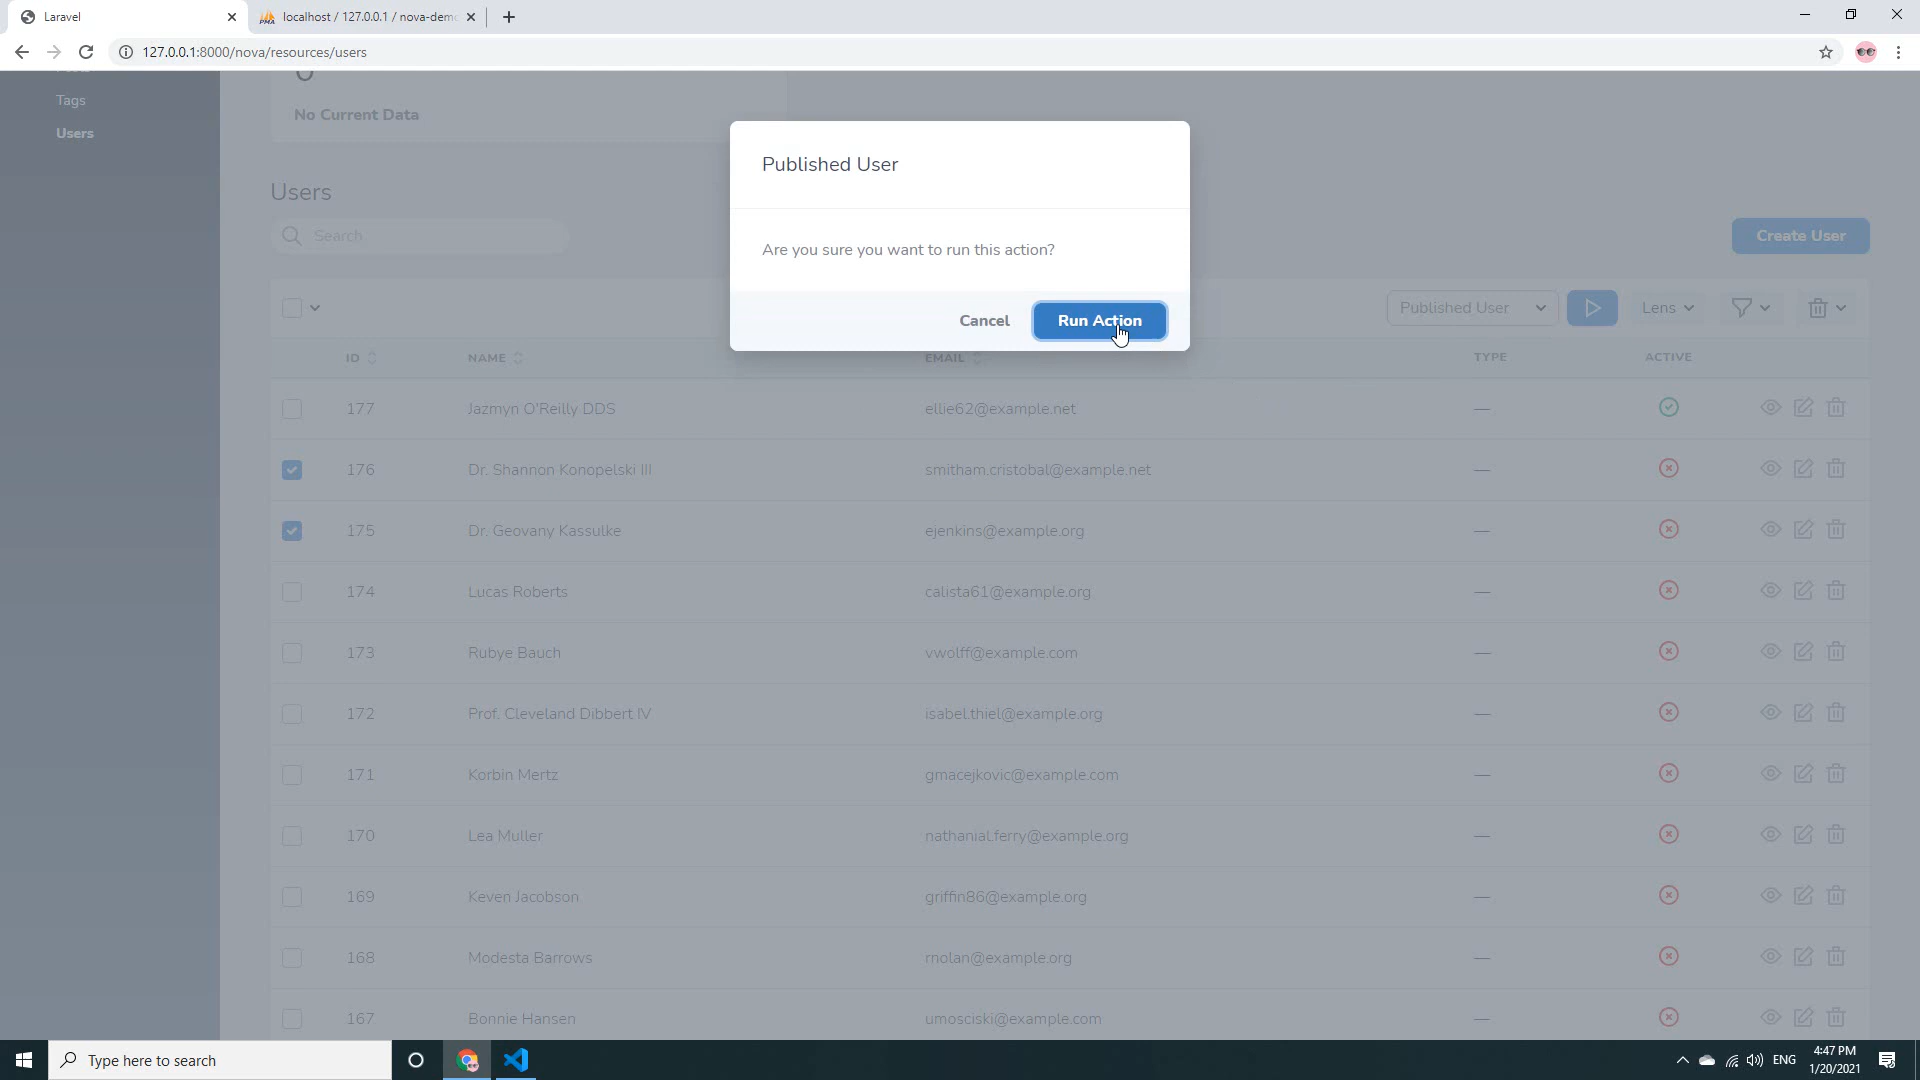 Laravel
localhost / 127.0.0.1 / nova-dem
127.0.0.1:8000/nova/resources/users
Tags
Users
No Current Data
Published User
Are you sure you want to run this action?
Cancel
Run Action
Users
Search
Create User
Published User
Lens
ID
NAME
EMAIL
TYPE
ACTIVE
177 Jazmyn O'Reilly DDS ellie62@example.net —
176 Dr. Shannon Konopelski III smitham.cristobal@example.net —
175 Dr. Geovany Kassulke ejenkins@example.org —
174 Lucas Roberts calista61@example.org —
173 Rubye Bauch vwolff@example.com —
172 Prof. Cleveland Dibbert IV isabel.thiel@example.org —
171 Korbin Mertz gmacejkovic@example.com —
170 Lea Muller nathanial.ferry@example.org —
169 Keven Jacobson griffin86@example.org —
168 Modesta Barrows rnolan@example.org —
167 Bonnie Hansen umosciski@example.com —
Type here to search
ENG
4:47 PM
1/20/2021